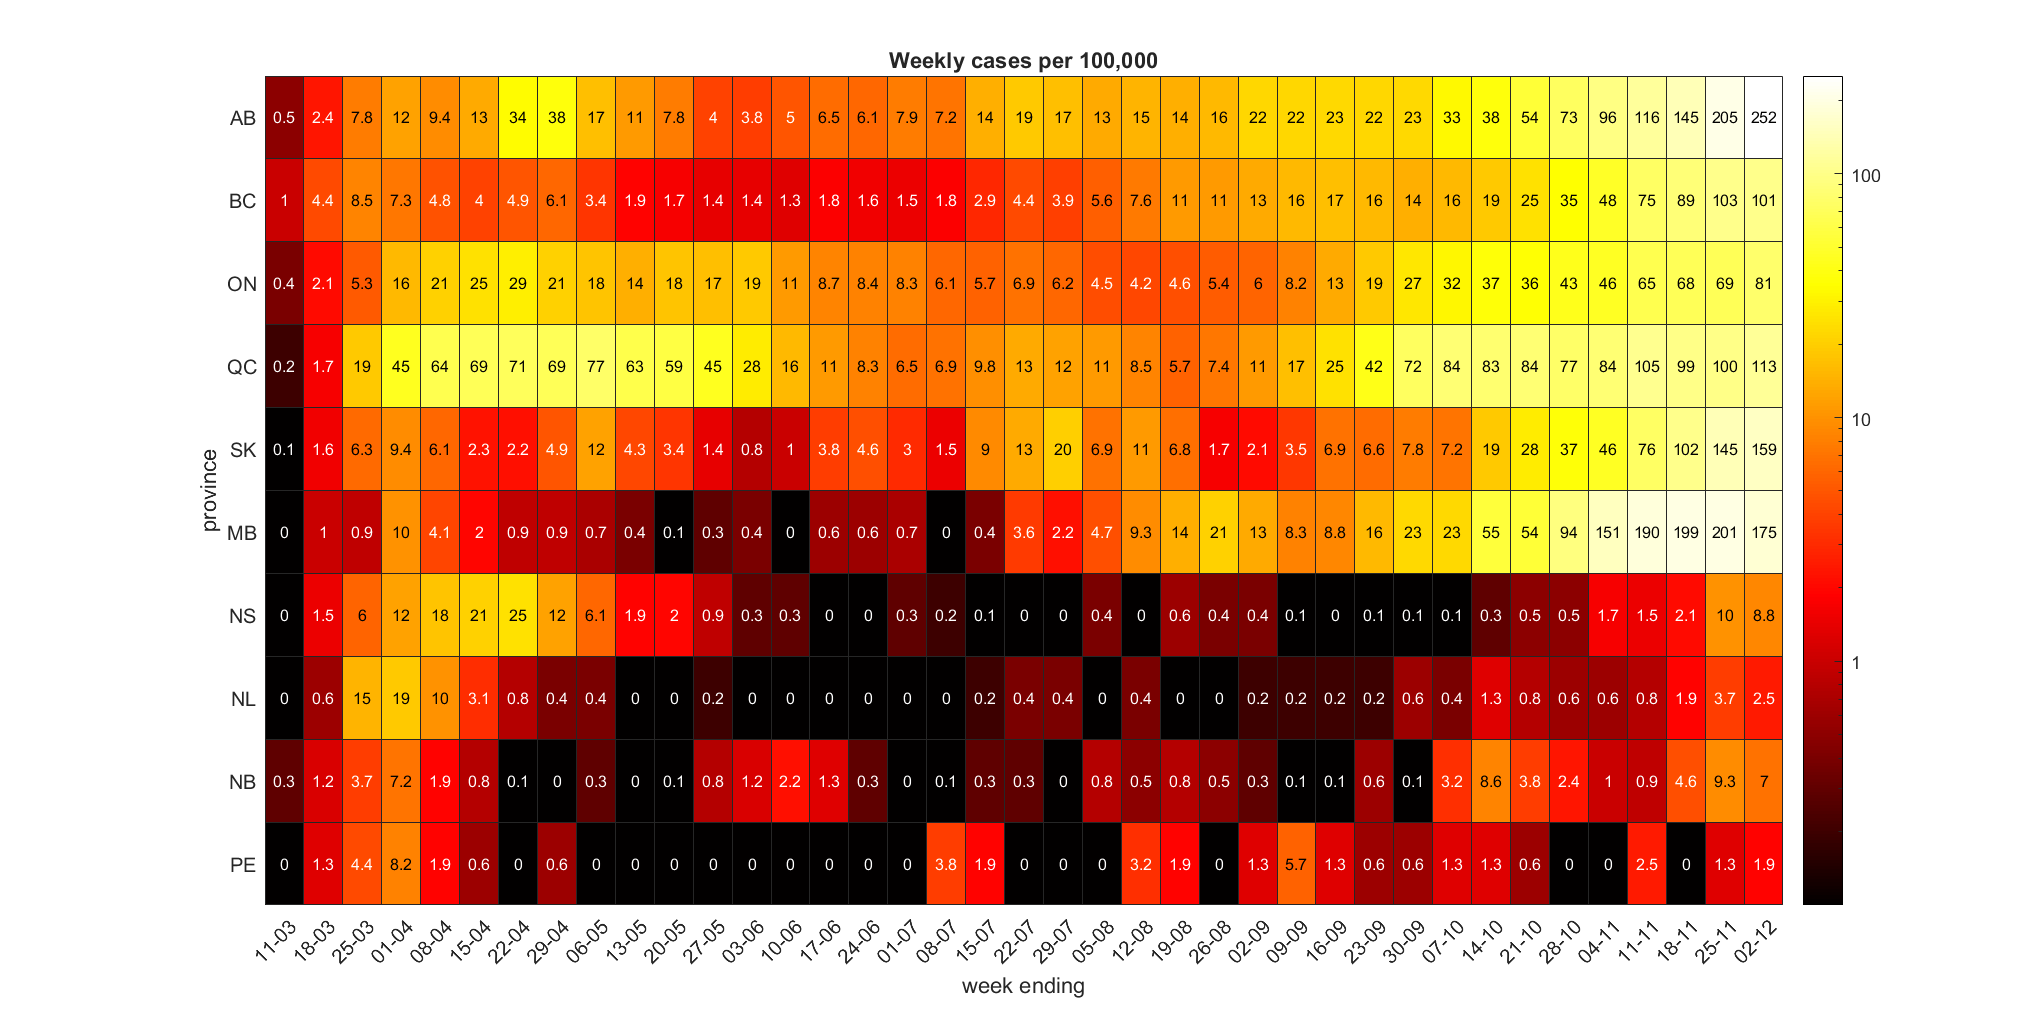 Weekly cases per 100,000
AB 0.5 2.4 7.8 12 9.4 13 34 38 17 11 7.8 4 3.8 5 6.5 6.1 7.9 7.2 14 19 17 13 15 14 16 22 22 23 22 23 33 38 54 73 96 116 145 205 252
BC 1 4.4 8.5 7.3 4.8 4 4.9 6.1 3.4 1.9 1.7 1.4 1.4 1.3 1.8 1.6 1.5 1.8 2.9 4.4 3.9 5.6 7.6 11 11 13 16 17 16 14 16 19 25 35 48 75 89 103 101
ON 0.4 2.1 5.3 16 21 25 29 21 18 14 18 17 19 11 8.7 8.4 8.3 6.1 5.7 6.9 6.2 4.5 4.2 4.6 5.4 6 8.2 13 19 27 32 37 36 43 46 65 68 69 81
QC 0.2 1.7 19 45 64 69 71 69 77 63 59 45 28 16 11 8.3 6.5 6.9 9.8 13 12 11 8.5 5.7 7.4 11 17 25 42 72 84 83 84 77 84 105 99 100 113
SK 0.1 1.6 6.3 9.4 6.1 2.3 2.2 4.9 12 4.3 3.4 1.4 0.8 1 3.8 4.6 3 1.5 9 13 20 6.9 11 6.8 1.7 2.1 3.5 6.9 6.6 7.8 7.2 19 28 37 46 76 102 145 159
MB 0 1 0.9 10 4.1 2 0.9 0.9 0.7 0.4 0.1 0.3 0.4 0 0.6 0.6 0.7 0 0.4 3.6 2.2 4.7 9.3 14 21 13 8.3 8.8 16 23 23 55 54 94 151 190 199 201 175
NS 0 1.5 6 12 18 21 25 12 6.1 1.9 2 0.9 0.3 0.3 0 0 0.3 0.2 0.1 0 0 0.4 0 0.6 0.4 0.4 0.1 0 0.1 0.1 0.1 0.3 0.5 0.5 1.7 1.5 2.1 10 8.8
NL 0 0.6 15 19 10 3.1 0.8 0.4 0.4 0 0 0.2 0 0 0 0 0 0 0.2 0.4 0.4 0 0.4 0 0 0.2 0.2 0.2 0.2 0.6 0.4 1.3 0.8 0.6 0.6 0.8 1.9 3.7 2.5
NB 0.3 1.2 3.7 7.2 1.9 0.8 0.1 0 0.3 0 0.1 0.8 1.2 2.2 1.3 0.3 0 0.1 0.3 0.3 0 0.8 0.5 0.8 0.5 0.3 0.1 0.1 0.6 0.1 3.2 8.6 3.8 2.4 1 0.9 4.6 9.3 7
PE 0 1.3 4.4 8.2 1.9 0.6 0 0.6 0 0 0 0 0 0 0 0 0 3.8 1.9 0 0 0 3.2 1.9 0 1.3 5.7 1.3 0.6 0.6 1.3 1.3 0.6 0 0 2.5 0 1.3 1.9
11-03 18-03 25-03 01-04 08-04 15-04 22-04 29-04 06-05 13-05 20-05 27-05 03-06 10-06 17-06 24-06 01-07 08-07 15-07 22-07 29-07 05-08 12-08 19-08 26-08 02-09 09-09 16-09 23-09 30-09 07-10 14-10 21-10 28-10 04-11 11-11 18-11 25-11 02-12
week ending
province
100
10
1